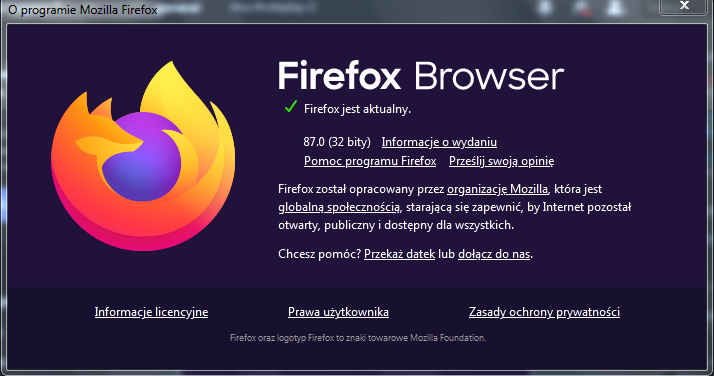 O programie Mozilla Firefox
Firefox Browser
Firefox jest aktualny.
87.0 (32 bity) Informacje o wydaniu
Pomoc programu Firefox Prześlij swoją opinię
Firefox został opracowany przez organizację Mozilla, która jest
globalną społecznością, starającą się zapewnić, by Internet pozostał
otwarty, publiczny i dostępny dla wszystkich.
Chcesz pomóc? Przekaż datek lub dołącz do nas.
Informacje licencyjne Prawa użytkownika Zasady ochrony prywatności
Firefox oraz logotyp Firefox to znaki towarowe Mozilla Foundation.